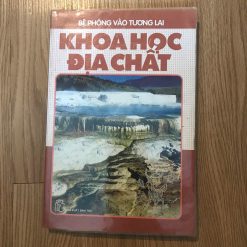 BỆ PHÓNG VÀO TƯƠNG LAI
KHOA HỌC
ĐỊA CHẤT